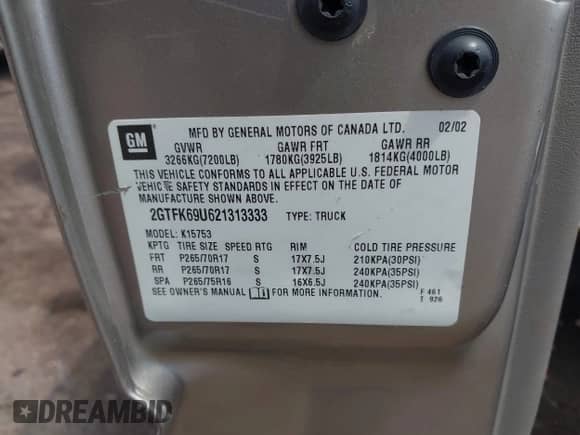 GM
MFD BY GENERAL MOTORS OF CANADA LTD. 02/02
GVWR GAWR FRT GAWR RR
3266KG(7200LB) 1780KG(3925LB) 1814KG(4000LB)
THIS VEHICLE CONFORMS TO ALL APPLICABLE U.S. FEDERAL MOTOR
VEHICLE SAFETY STANDARDS IN EFFECT ON THE DATE OF
MANUFACTURE SHOWN ABOVE.
2GTFK69U621313333 TYPE: TRUCK
MODEL: K15753
KPTG TIRE SIZE SPEED RTG RIM COLD TIRE PRESSURE
FRT P265/70R17 S 17X7.5J 210KPA(30PSI)
RR P265/70R17 S 17X7.5J 240KPA(35PSI)
SPA P265/75R16 S 16X6.5J 240KPA(35PSI)
SEE OWNER'S MANUAL FOR MORE INFORMATION. F 461
T 926
DREAMBID